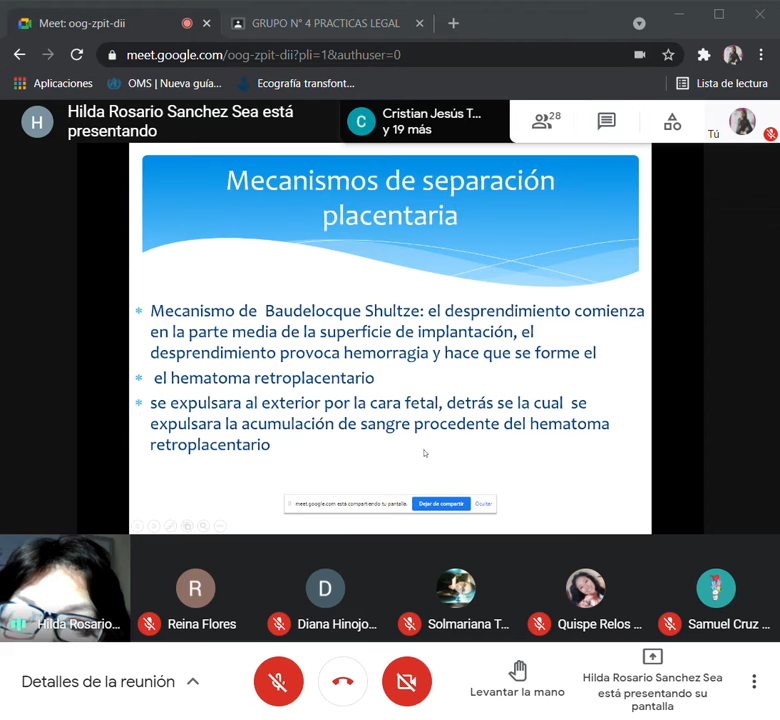 Meet: oog-zpit-dii
GRUPO N° 4 PRACTICAS LEGAL
meet.google.com/oog-zpit-dii?pli=1&authuser=0
Aplicaciones
OMS | Nueva guía...
Ecografía transfont...
Lista de lectura
H
Hilda Rosario Sanchez Sea está
presentando
C
Cristian Jesús T...
y 19 más
28
Tú
Mecanismos de separación
placentaria
Mecanismo de Baudelocque Shultze: el desprendimiento comienza
en la parte media de la superficie de implantación, el
desprendimiento provoca hemorragia y hace que se forme el
el hematoma retroplacentario
se expulsara al exterior por la cara fetal, detrás se la cual se
expulsara la acumulación de sangre procedente del hematoma
retroplacentario
meet.google.com está compartiendo tu pantalla.
Dejar de compartir
Ocultar
R
D
Hilda Rosario...
Reina Flores
Diana Hinojo...
Solmariana T...
Quispe Relos ...
Samuel Cruz ...
Detalles de la reunión
Levantar la mano
Hilda Rosario Sanchez Sea
está presentando su
pantalla